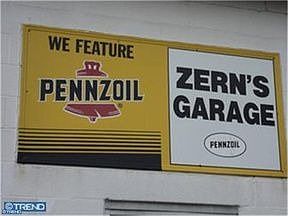 WE FEATURE
PENNZOIL
ZERN'S
GARAGE
PENNZOIL
TREND